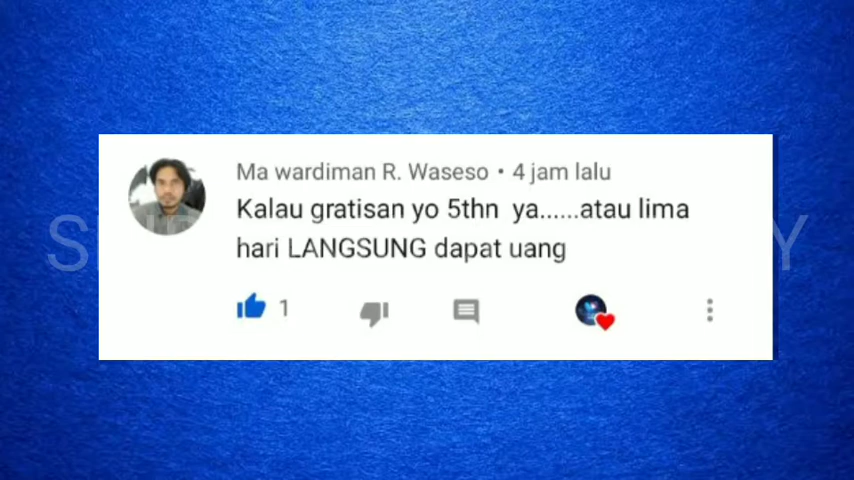 Ma wardiman R. Waseso • 4 jam lalu
Kalau gratisan yo 5thn ya......atau lima
hari LANGSUNG dapat uang
1